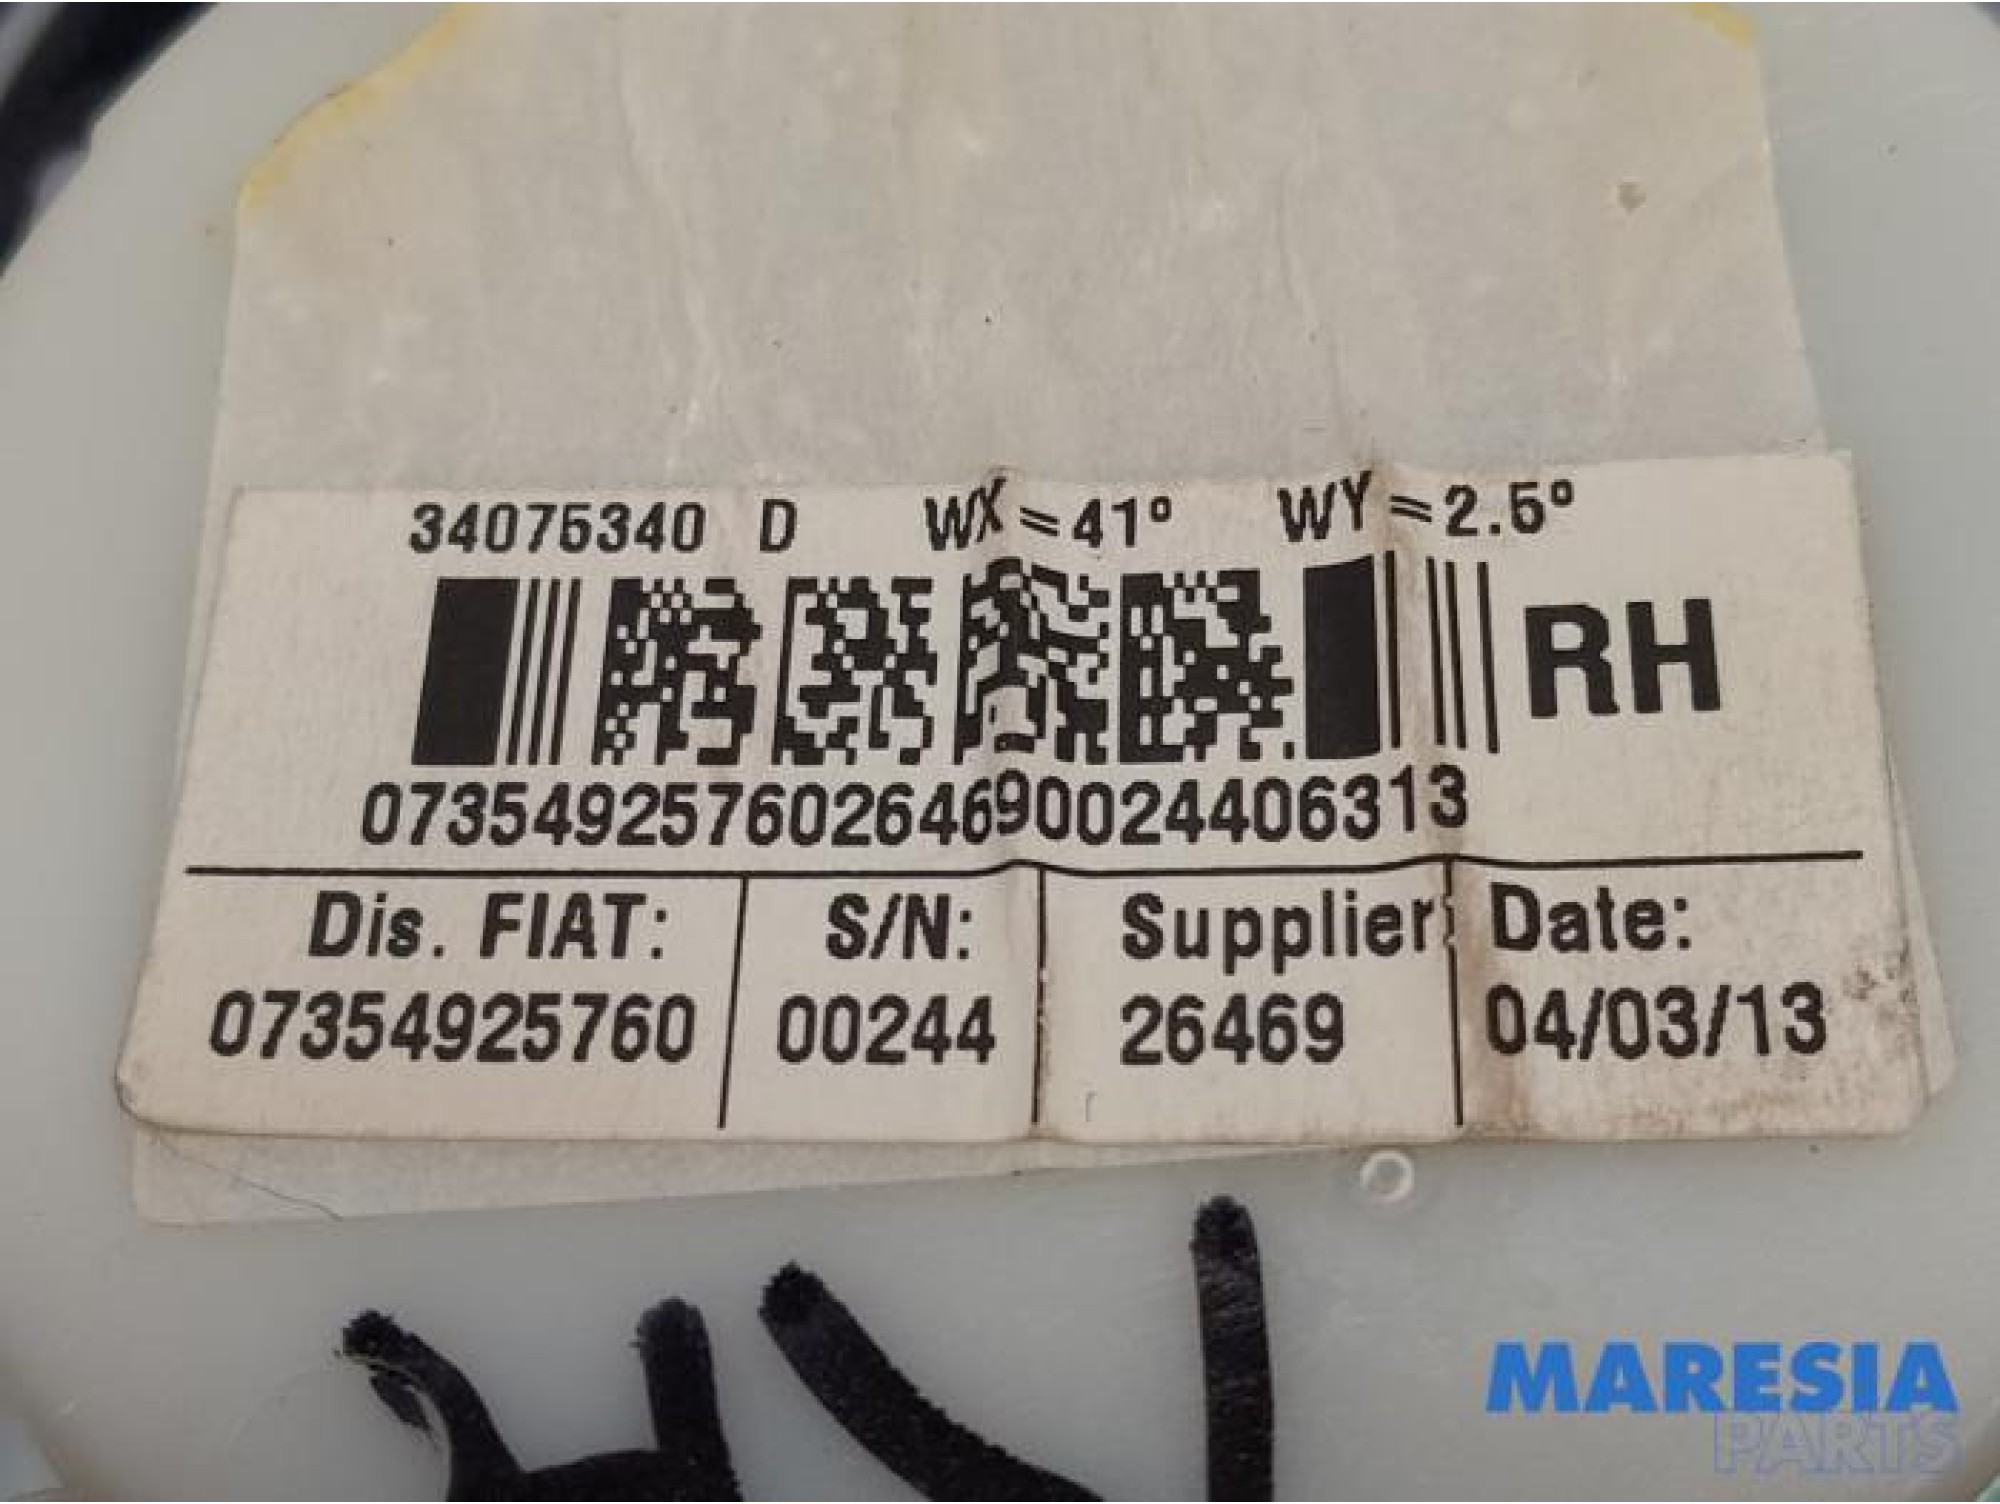 34075340 D WX=41° WY=2.5°
RH
073549257602646900024406313
Dis. FIAT: S/N: Supplier: Date:
07354925760 00244 26469 04/03/13
MARESIA
PARTS